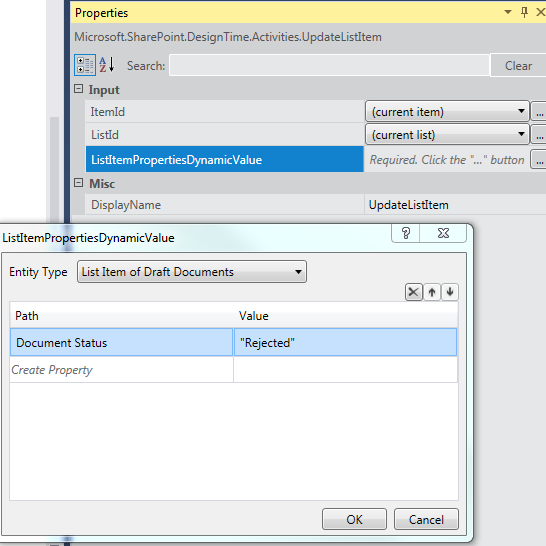 Properties
Microsoft.SharePoint.DesignTime.Activities.UpdateListItem
A Z Search: Clear
Input
ItemId (current item) ...
ListId (current list) ...
ListItemPropertiesDynamicValue Required. Click the "..." button ...
Misc
DisplayName UpdateListItem
ListItemPropertiesDynamicValue ?
Entity Type List Item of Draft Documents
Path Value
Document Status "Rejected"
Create Property
OK Cancel